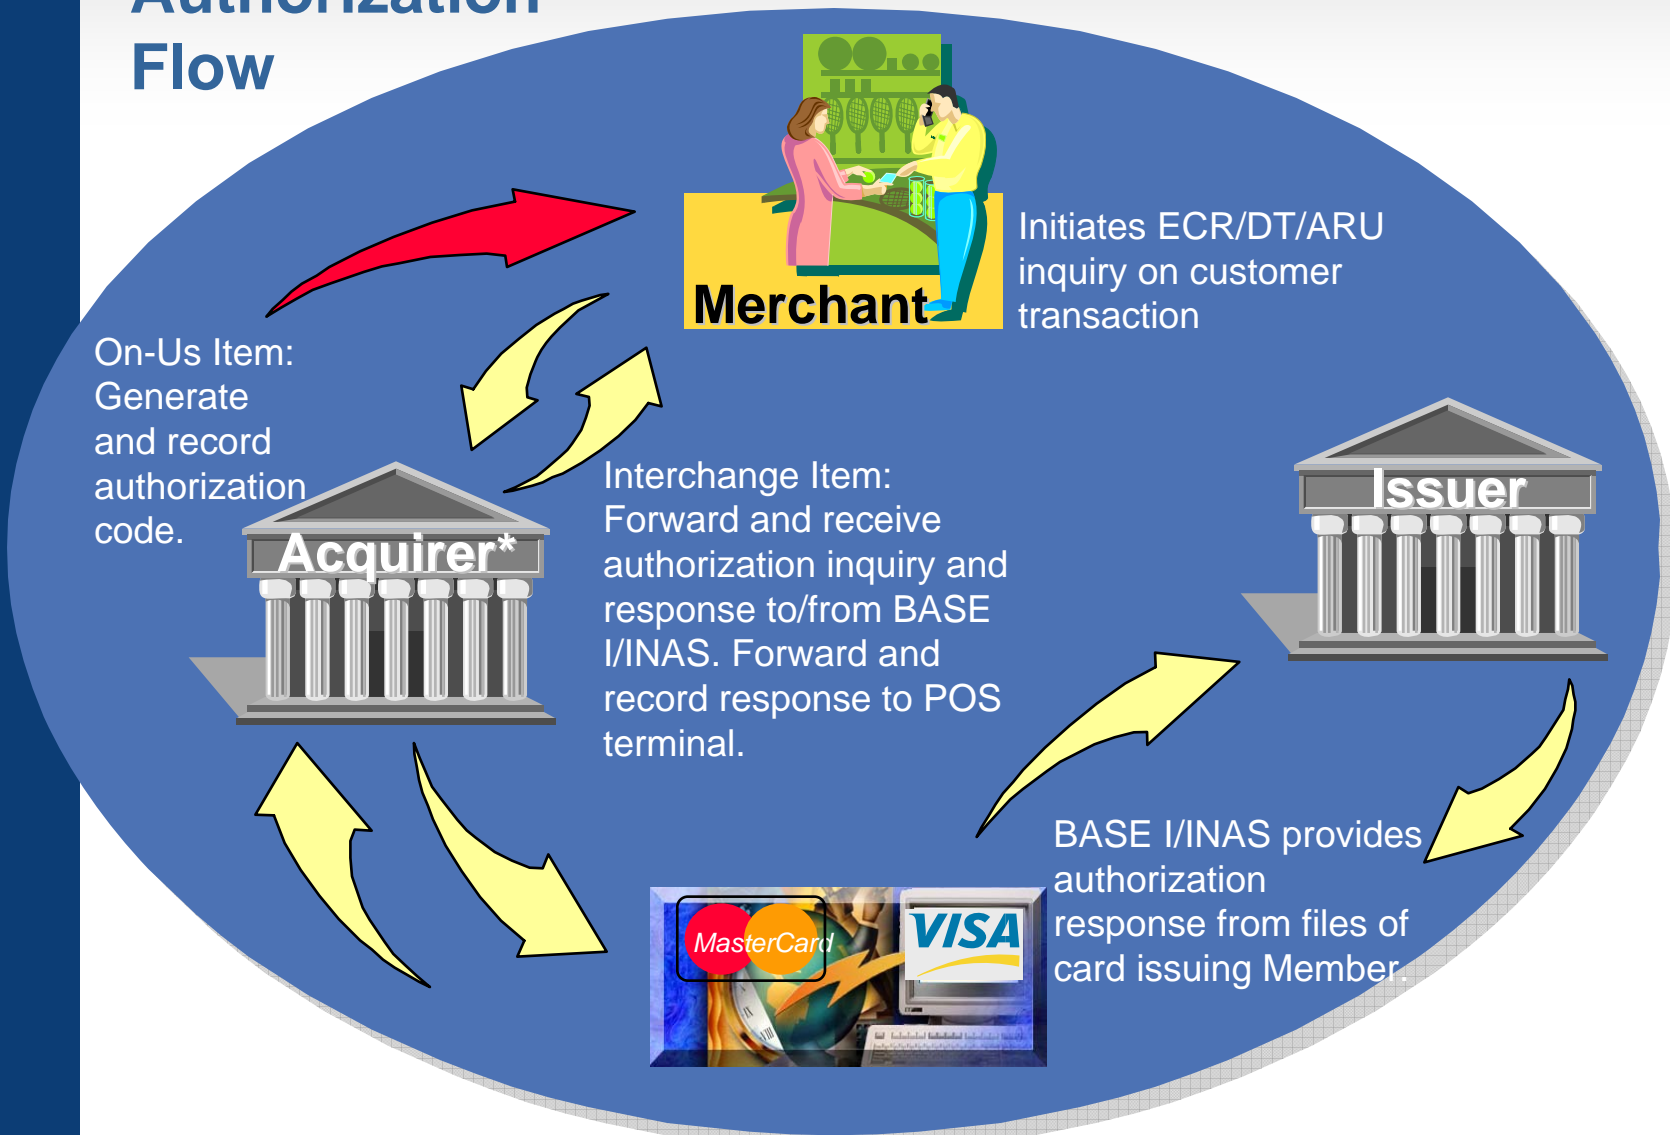 Authorization
Flow
Merchant
Initiates ECR/DT/ARU
inquiry on customer
transaction
On-Us Item:
Generate
and record
authorization
code.
Acquirer*
Interchange Item:
Forward and receive
authorization inquiry and
response to/from BASE
I/INAS. Forward and
record response to POS
terminal.
Issuer
BASE I/INAS provides
authorization
response from files of
card issuing Member.
MasterCard
VISA